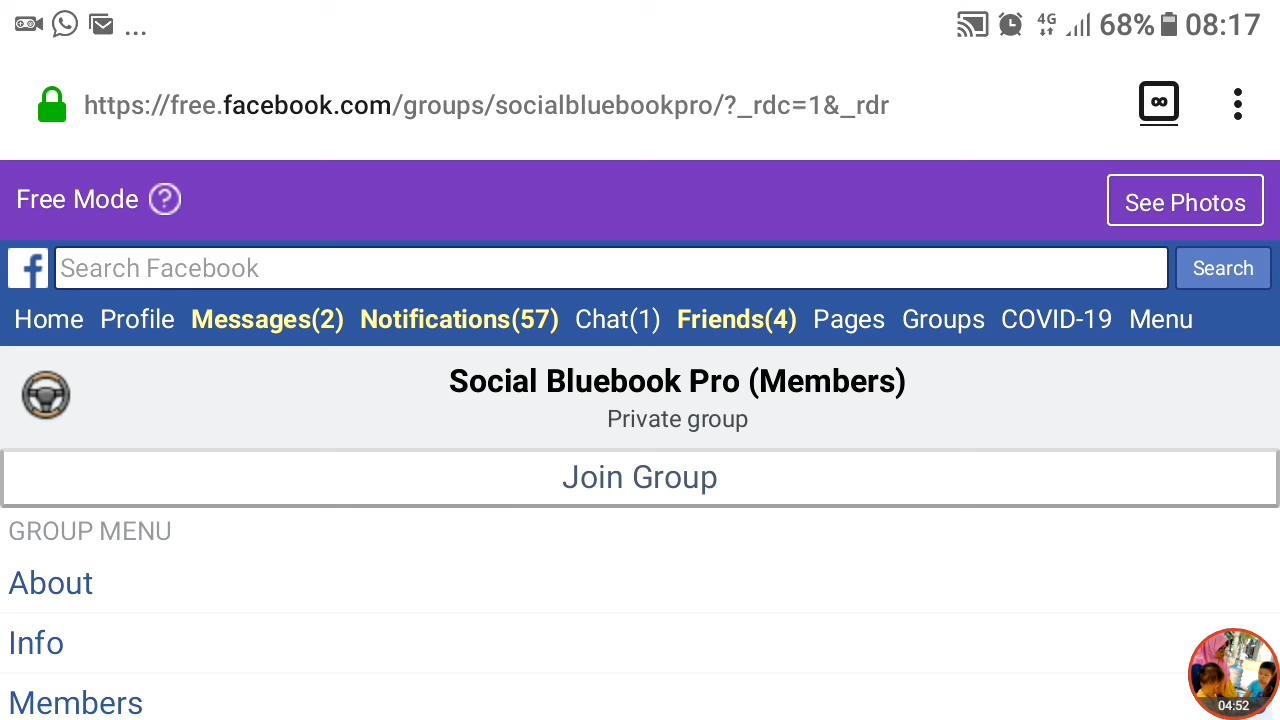 ... 4G 68% 08:17
https://free.facebook.com/groups/socialbluebookpro/?_rdc=1&_rdr
Free Mode ? See Photos
f Search Facebook Search
Home Profile Messages(2) Notifications(57) Chat(1) Friends(4) Pages Groups COVID-19 Menu
Social Bluebook Pro (Members)
Private group
Join Group
GROUP MENU
About
Info
Members
04:52